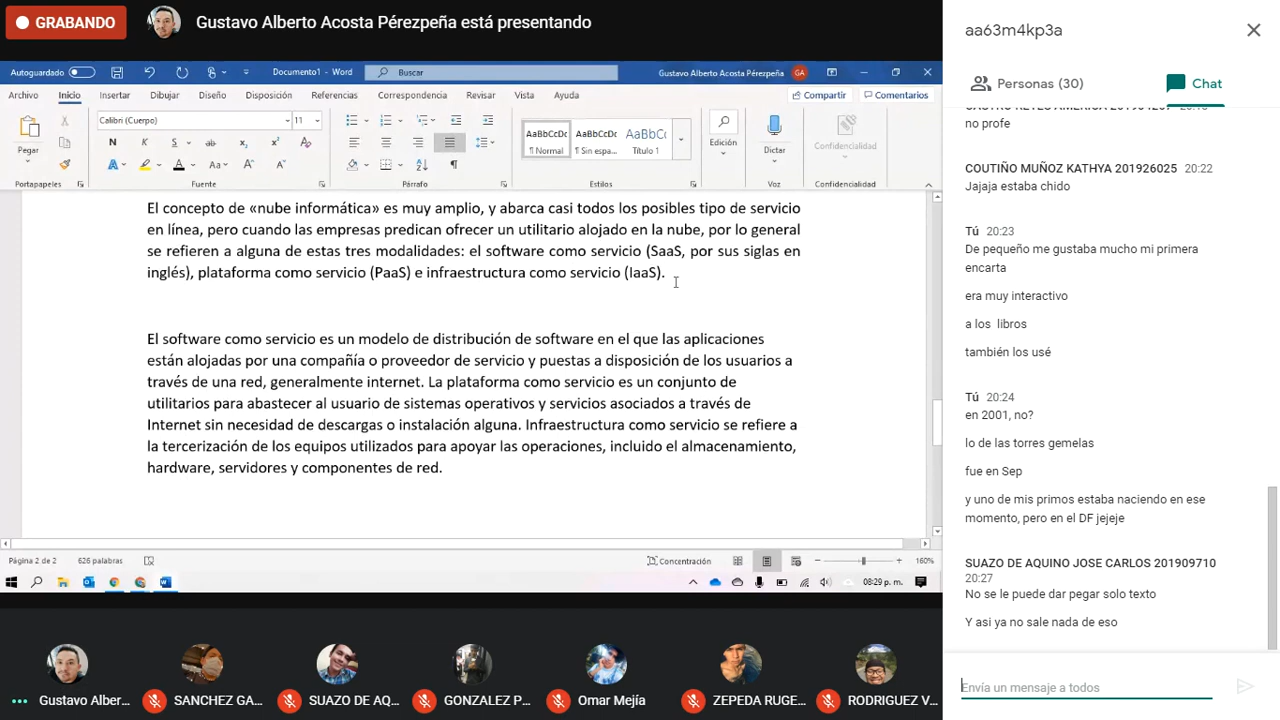 GRABANDO
Gustavo Alberto Acosta Pérezpeña está presentando
Autoguardado
Documento1 - Word
Buscar
Gustavo Alberto Acosta Pérezpeña
GA
Archivo
Inicio
Insertar
Dibujar
Diseño
Disposición
Referencias
Correspondencia
Revisar
Vista
Ayuda
Compartir
Comentarios
Pegar
Calibri (Cuerpo)
11
N K S ab x₂ x²
A A Aa A A
AaBbCcDc
¶ Normal
AaBbCcDc
¶ Sin espa...
AaBbCc
Título 1
Edición
Dictar
Confidencialidad
Portapapeles
Fuente
Párrafo
Estilos
Voz
Confidencialidad
El concepto de «nube informática» es muy amplio, y abarca casi todos los posibles tipo de servicio
en línea, pero cuando las empresas predican ofrecer un utilitario alojado en la nube, por lo general
se refieren a alguna de estas tres modalidades: el software como servicio (SaaS, por sus siglas en
inglés), plataforma como servicio (PaaS) e infraestructura como servicio (IaaS).
El software como servicio es un modelo de distribución de software en el que las aplicaciones
están alojadas por una compañía o proveedor de servicio y puestas a disposición de los usuarios a
través de una red, generalmente internet. La plataforma como servicio es un conjunto de
utilitarios para abastecer al usuario de sistemas operativos y servicios asociados a través de
Internet sin necesidad de descargas o instalación alguna. Infraestructura como servicio se refiere a
la tercerización de los equipos utilizados para apoyar las operaciones, incluido el almacenamiento,
hardware, servidores y componentes de red.
Página 2 de 2
626 palabras
Concentración
160%
08:29 p. m.
Gustavo Alber...
SANCHEZ GA...
SUAZO DE AQ...
GONZALEZ P...
Omar Mejía
ZEPEDA RUGE...
RODRIGUEZ V...
aa63m4kp3a
Personas (30)
Chat
no profe
COUTIÑO MUÑOZ KATHYA 201926025 20:22
Jajaja estaba chido
Tú 20:23
De pequeño me gustaba mucho mi primera
encarta
era muy interactivo
a los libros
también los usé
Tú 20:24
en 2001, no?
lo de las torres gemelas
fue en Sep
y uno de mis primos estaba naciendo en ese
momento, pero en el DF jejeje
SUAZO DE AQUINO JOSE CARLOS 201909710
20:27
No se le puede dar pegar solo texto
Y asi ya no sale nada de eso
Envía un mensaje a todos